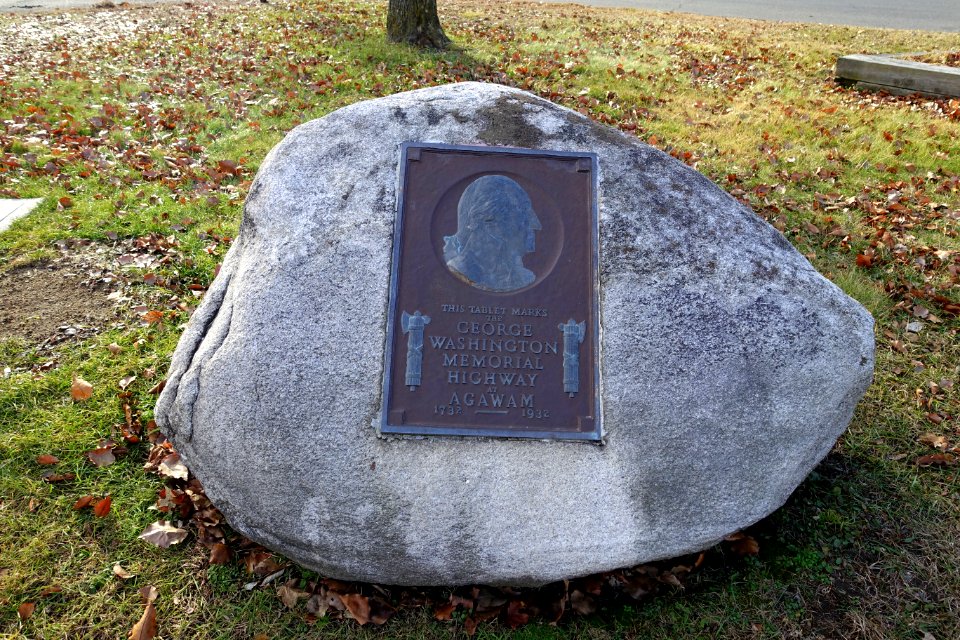 THIS TABLET MARKS
THE
GEORGE
WASHINGTON
MEMORIAL
HIGHWAY
AT
AGAWAM
1732 — 1932